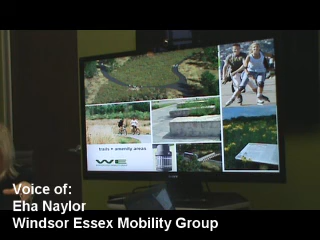 trails + amenity areas
WE
Voice of:
Eha Naylor
Windsor Essex Mobility Group